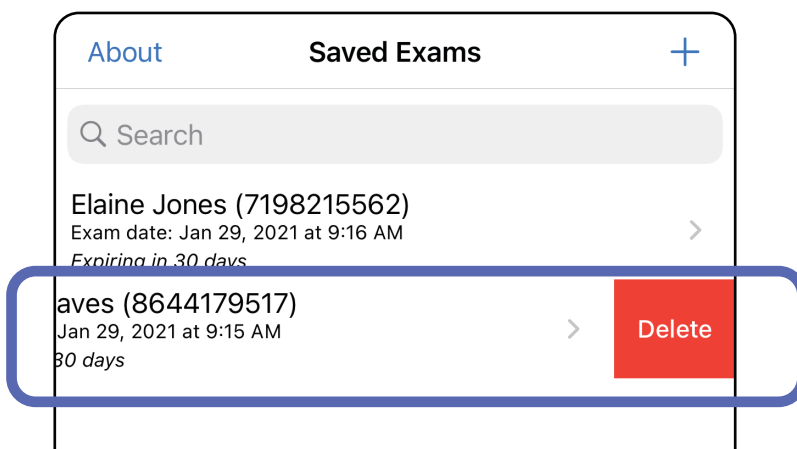 About
Saved Exams
Search
Elaine Jones (7198215562)
Exam date: Jan 29, 2021 at 9:16 AM
Expiring in 30 days
aves (8644179517)
Jan 29, 2021 at 9:15 AM
30 days
Delete